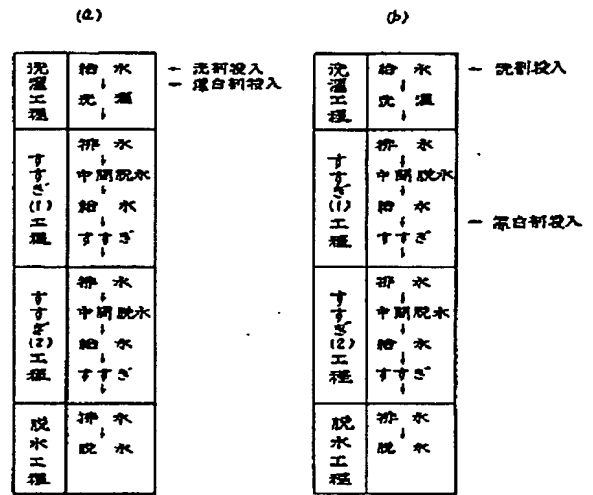 (a)
洗濯工程
給水
↓
洗濯
↓
← 洗剤投入
← 漂白剤投入
すすぎ(1)工程
排水
↓
中間脱水
↓
給水
↓
すすぎ
↓
すすぎ(2)工程
排水
↓
中間脱水
↓
給水
↓
すすぎ
↓
脱水工程
排水
↓
脱水
(b)
洗濯工程
給水
↓
洗濯
↓
← 洗剤投入
すすぎ(1)工程
排水
↓
中間脱水
↓
給水
↓
すすぎ
↓
← 漂白剤投入
すすぎ(2)工程
排水
↓
中間脱水
↓
給水
↓
すすぎ
↓
脱水工程
排水
↓
脱水